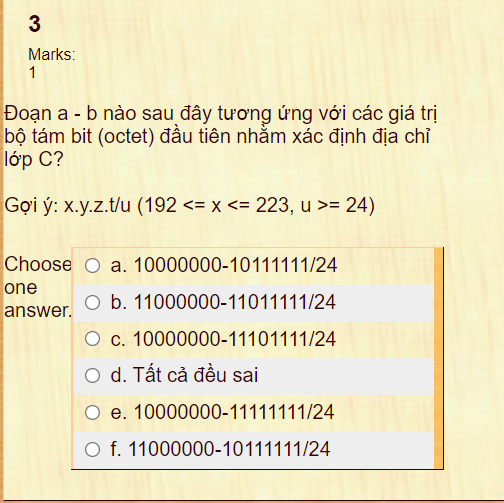 3
Marks:
1
Đoạn a - b nào sau đây tương ứng với các giá trị
bộ tám bit (octet) đầu tiên nhằm xác định địa chỉ
lớp C?
Gợi ý: x.y.z.t/u (192 <= x <= 223, u >= 24)
Choose
one
answer.
a. 10000000-10111111/24
b. 11000000-11011111/24
c. 10000000-11101111/24
d. Tất cả đều sai
e. 10000000-11111111/24
f. 11000000-10111111/24